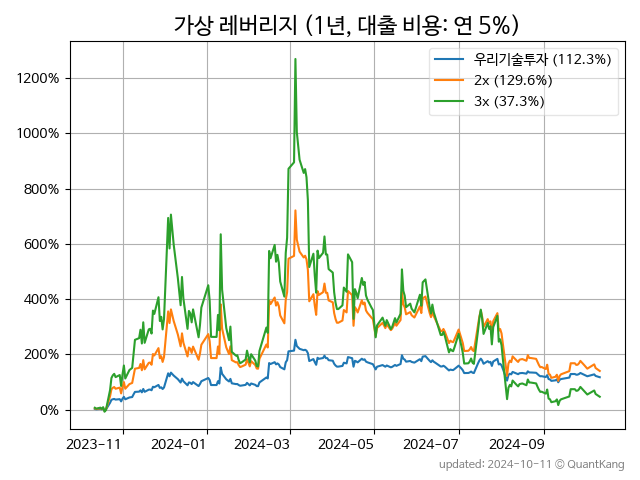 가상 레버리지 (1년, 대출 비용: 연 5%)
우리기술투자 (112.3%)
2x (129.6%)
3x (37.3%)
1200%
1000%
800%
600%
400%
200%
0%
2023-11 2024-01 2024-03 2024-05 2024-07 2024-09
updated: 2024-10-11 © QuantKang